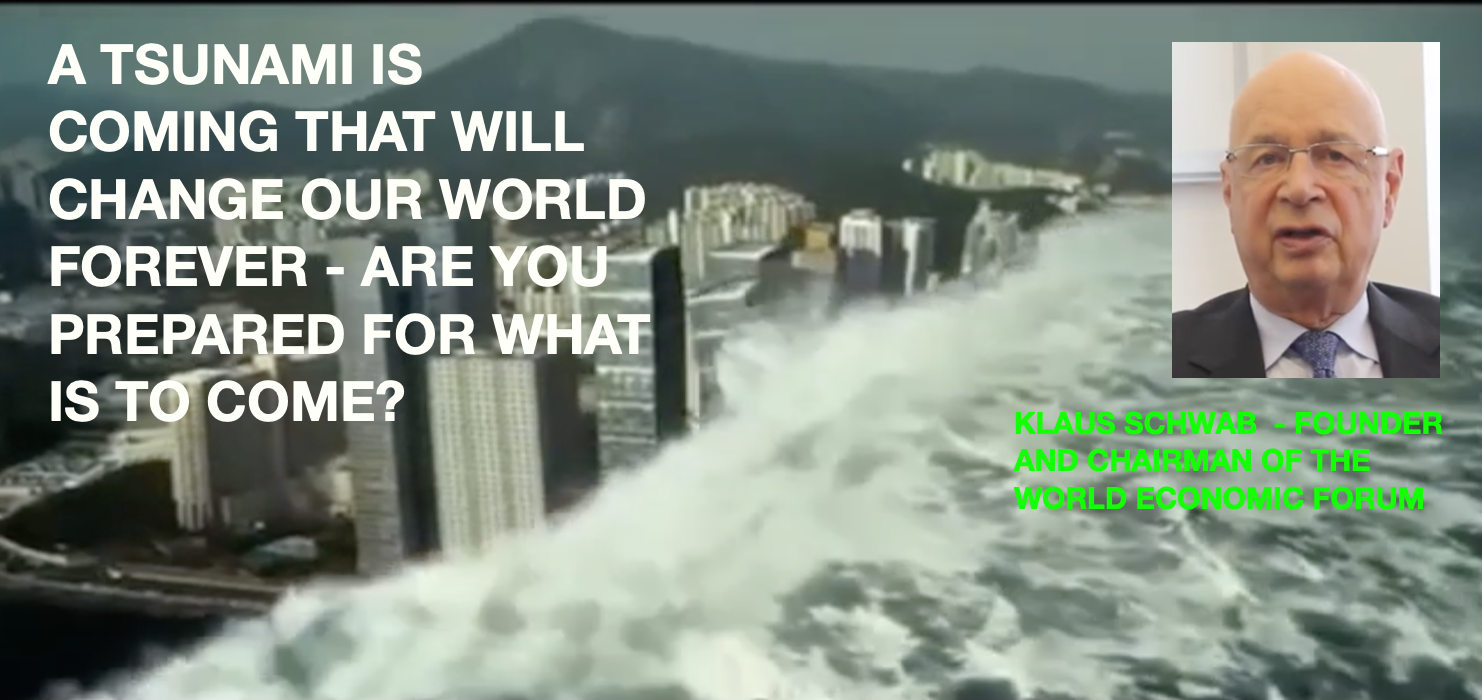 A TSUNAMI IS
COMING THAT WILL
CHANGE OUR WORLD
FOREVER - ARE YOU
PREPARED FOR WHAT
IS TO COME?
KLAUS SCHWAB - FOUNDER
AND CHAIRMAN OF THE
WORLD ECONOMIC FORUM